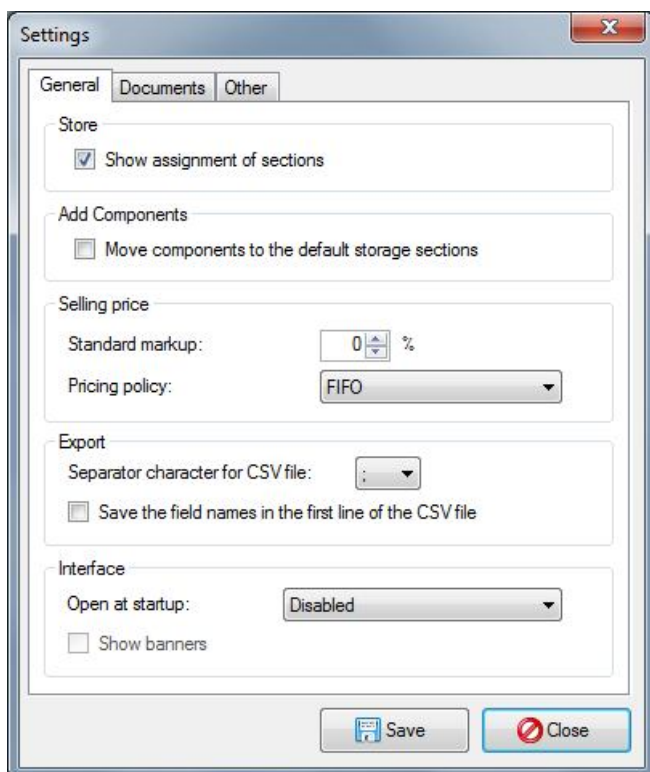 Settings
General Documents Other
Store
Show assignment of sections
Add Components
Move components to the default storage sections
Selling price
Standard markup: 0 %
Pricing policy: FIFO
Export
Separator character for CSV file: ;
Save the field names in the first line of the CSV file
Interface
Open at startup: Disabled
Show banners
Save Close